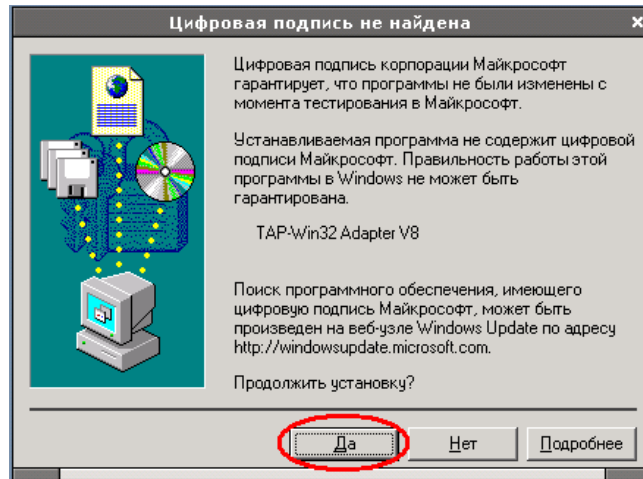 Цифровая подпись не найдена
Цифровая подпись корпорации Майкрософт
гарантирует, что программы не были изменены с
момента тестирования в Майкрософт.
Устанавливаемая программа не содержит цифровой
подписи Майкрософт. Правильность работы этой
программы в Windows не может быть
гарантирована.
TAP-Win32 Adapter V8
Поиск программного обеспечения, имеющего
цифровую подпись Майкрософт, может быть
произведен на веб-узле Windows Update по адресу
http://windowsupdate.microsoft.com.
Продолжить установку?
Да Нет Подробнее